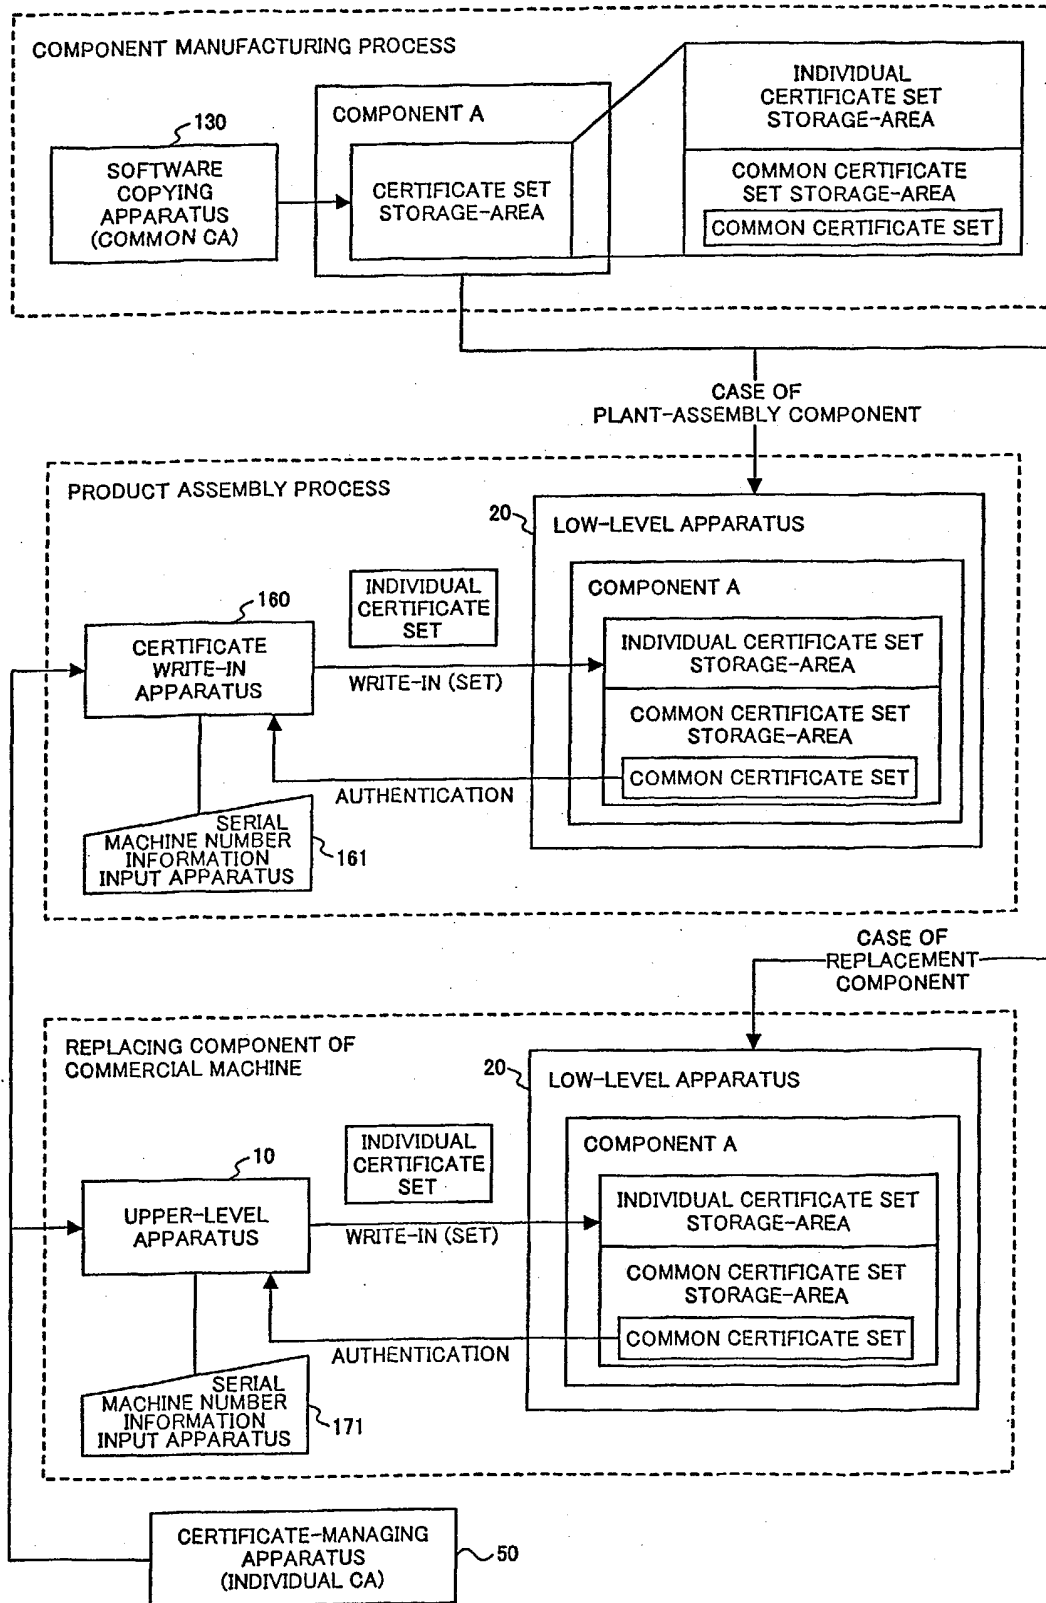 COMPONENT MANUFACTURING PROCESS
130
SOFTWARE
COPYING
APPARATUS
(COMMON CA)
COMPONENT A
CERTIFICATE SET
STORAGE-AREA
INDIVIDUAL
CERTIFICATE SET
STORAGE-AREA
COMMON CERTIFICATE
SET STORAGE-AREA
COMMON CERTIFICATE SET
CASE OF
PLANT-ASSEMBLY COMPONENT
PRODUCT ASSEMBLY PROCESS
20
LOW-LEVEL APPARATUS
COMPONENT A
INDIVIDUAL CERTIFICATE SET
STORAGE-AREA
COMMON CERTIFICATE SET
STORAGE-AREA
COMMON CERTIFICATE SET
160
CERTIFICATE
WRITE-IN
APPARATUS
INDIVIDUAL
CERTIFICATE
SET
WRITE-IN (SET)
AUTHENTICATION
SERIAL
MACHINE NUMBER
INFORMATION
INPUT APPARATUS
161
CASE OF
REPLACEMENT
COMPONENT
REPLACING COMPONENT OF
COMMERCIAL MACHINE
20
LOW-LEVEL APPARATUS
COMPONENT A
INDIVIDUAL CERTIFICATE SET
STORAGE-AREA
COMMON CERTIFICATE SET
STORAGE-AREA
COMMON CERTIFICATE SET
10
UPPER-LEVEL
APPARATUS
INDIVIDUAL
CERTIFICATE
SET
WRITE-IN (SET)
AUTHENTICATION
SERIAL
MACHINE NUMBER
INFORMATION
INPUT APPARATUS
171
CERTIFICATE-MANAGING
APPARATUS
(INDIVIDUAL CA)
50